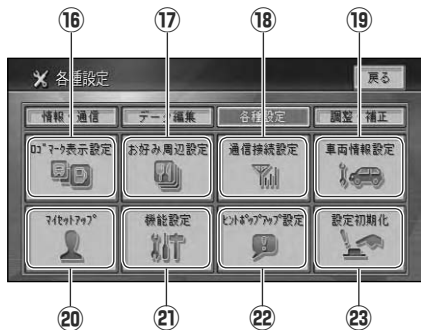 ⑯ ⑰ ⑱ ⑲
各種設定 戻る
情報・通信 データ編集 各種設定 調整・補正
ﾛｺﾞﾏｰｸ表示設定 お好み周辺設定 通信接続設定 車両情報設定
ﾏｲｾｯﾄｱｯﾌﾟ 機能設定 ﾋﾝﾄﾎﾟｯﾌﾟｱｯﾌﾟ設定 設定初期化
⑳ ㉑ ㉒ ㉓